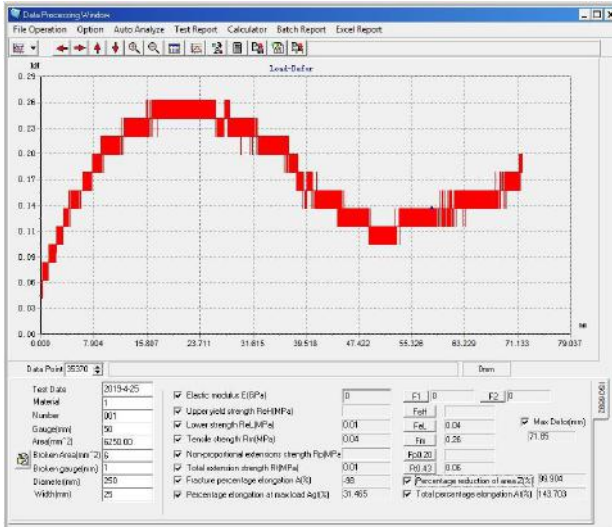 Data Processing Window
File Operation Option Auto Analyze Test Report Calculator Batch Report Excel Report
kN
Load-Defor
0.29
0.26
0.23
0.20
0.17
0.14
0.12
0.09
0.06
0.03
0.00
0.000 7.904 15.807 23.711 31.615 39.518 47.422 55.326 63.229 71.133 79.037
Data Point 35370
0mm
Test Date 2019-4-25
Material 1
Number 001
Gauge(mm) 50
Area(mm^2) 6250.00
Broken Area(mm^2) 6
Broken gauge(mm) 1
Diameter(mm) 250
Width(mm) 25
Elastic modulus E(GPa) 0
Upper yield strength ReH(MPa)
Lower strength ReL(MPa) 0.01
Tensile strength Rm(MPa) 0.04
Non-proportional extensions strength Rp(MPa)
Total extension strength Rt(MPa) 0.01
Fracture percentage elongation A(%) -98
Percentage elongation at max load Agt(%) 31.465
F1 0 F2 0
FeH
FeL 0.04
Fm 0.26
Fp0.20
Ft0.43 0.06
Max Defor(mm)
71.85
Percentage reduction of area Z(%) 99.904
Total percentage elongation At(%) 143.703